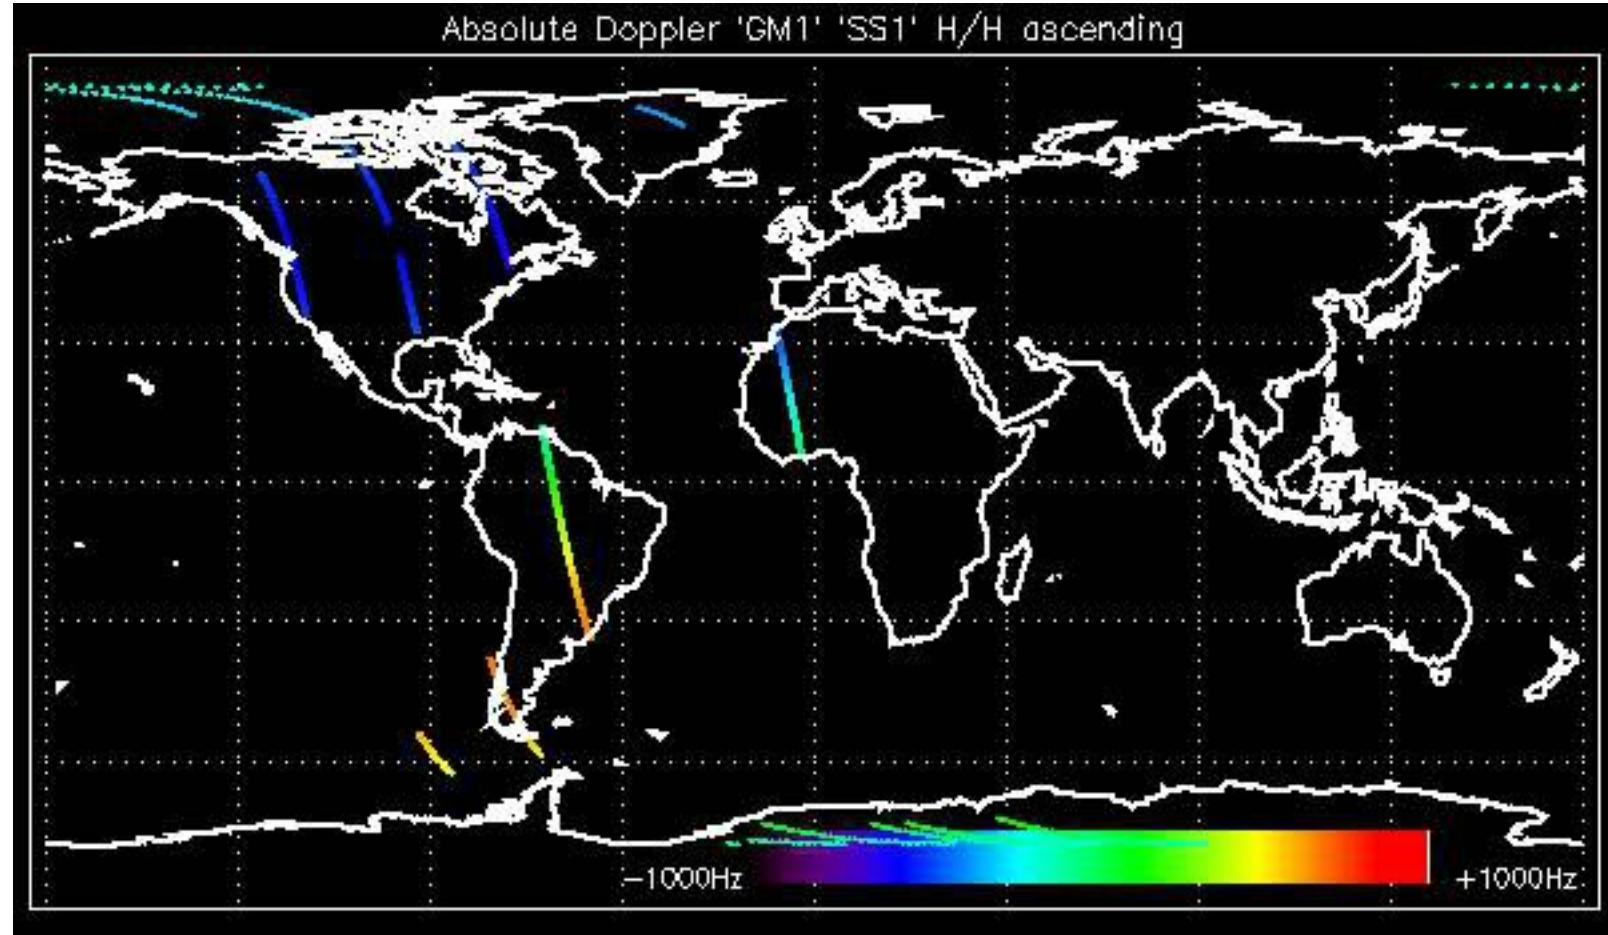 Absolute Doppler 'GM1' 'SS1' H/H ascending
-1000Hz
+1000Hz